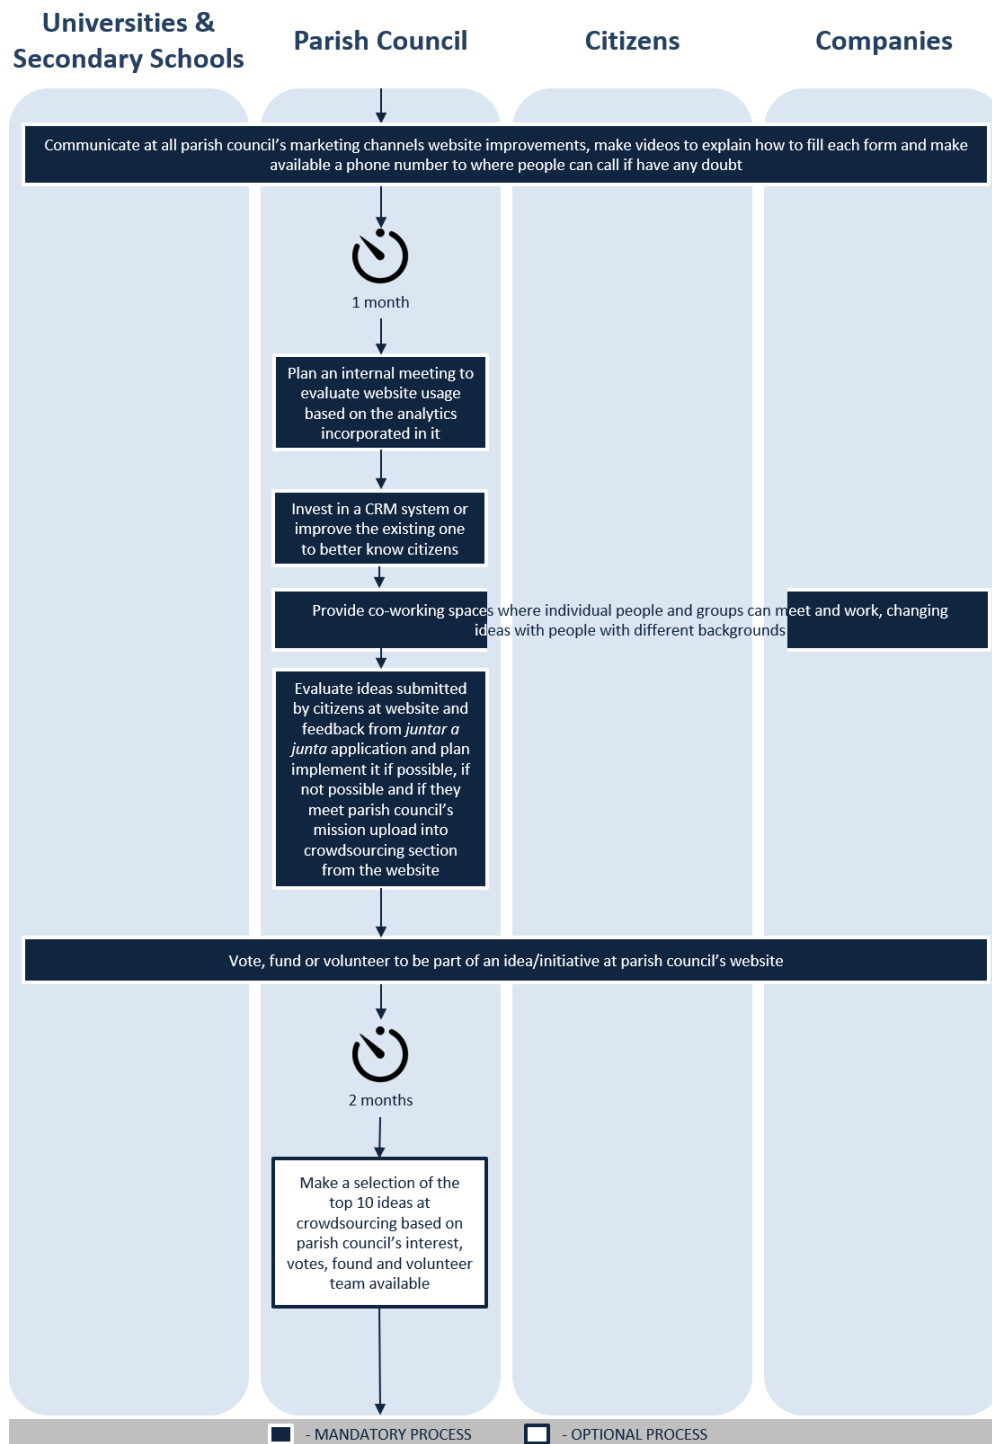 Universities &
Secondary Schools
Parish Council
Citizens
Companies
Communicate at all parish council's marketing channels website improvements, make videos to explain how to fill each form and make
available a phone number to where people can call if have any doubt
1 month
Plan an internal meeting to
evaluate website usage
based on the analytics
incorporated in it
Invest in a CRM system or
improve the existing one
to better know citizens
Provide co-working spaces where individual people and groups can meet and work, changing
ideas with people with different backgrounds
Evaluate ideas submitted
by citizens at website and
feedback from juntar a
junta application and plan
implement it if possible, if
not possible and if they
meet parish council's
mission upload into
crowdsourcing section
from the website
Vote, fund or volunteer to be part of an idea/initiative at parish council's website
2 months
Make a selection of the
top 10 ideas at
crowdsourcing based on
parish council's interest,
votes, found and volunteer
team available
- MANDATORY PROCESS
- OPTIONAL PROCESS